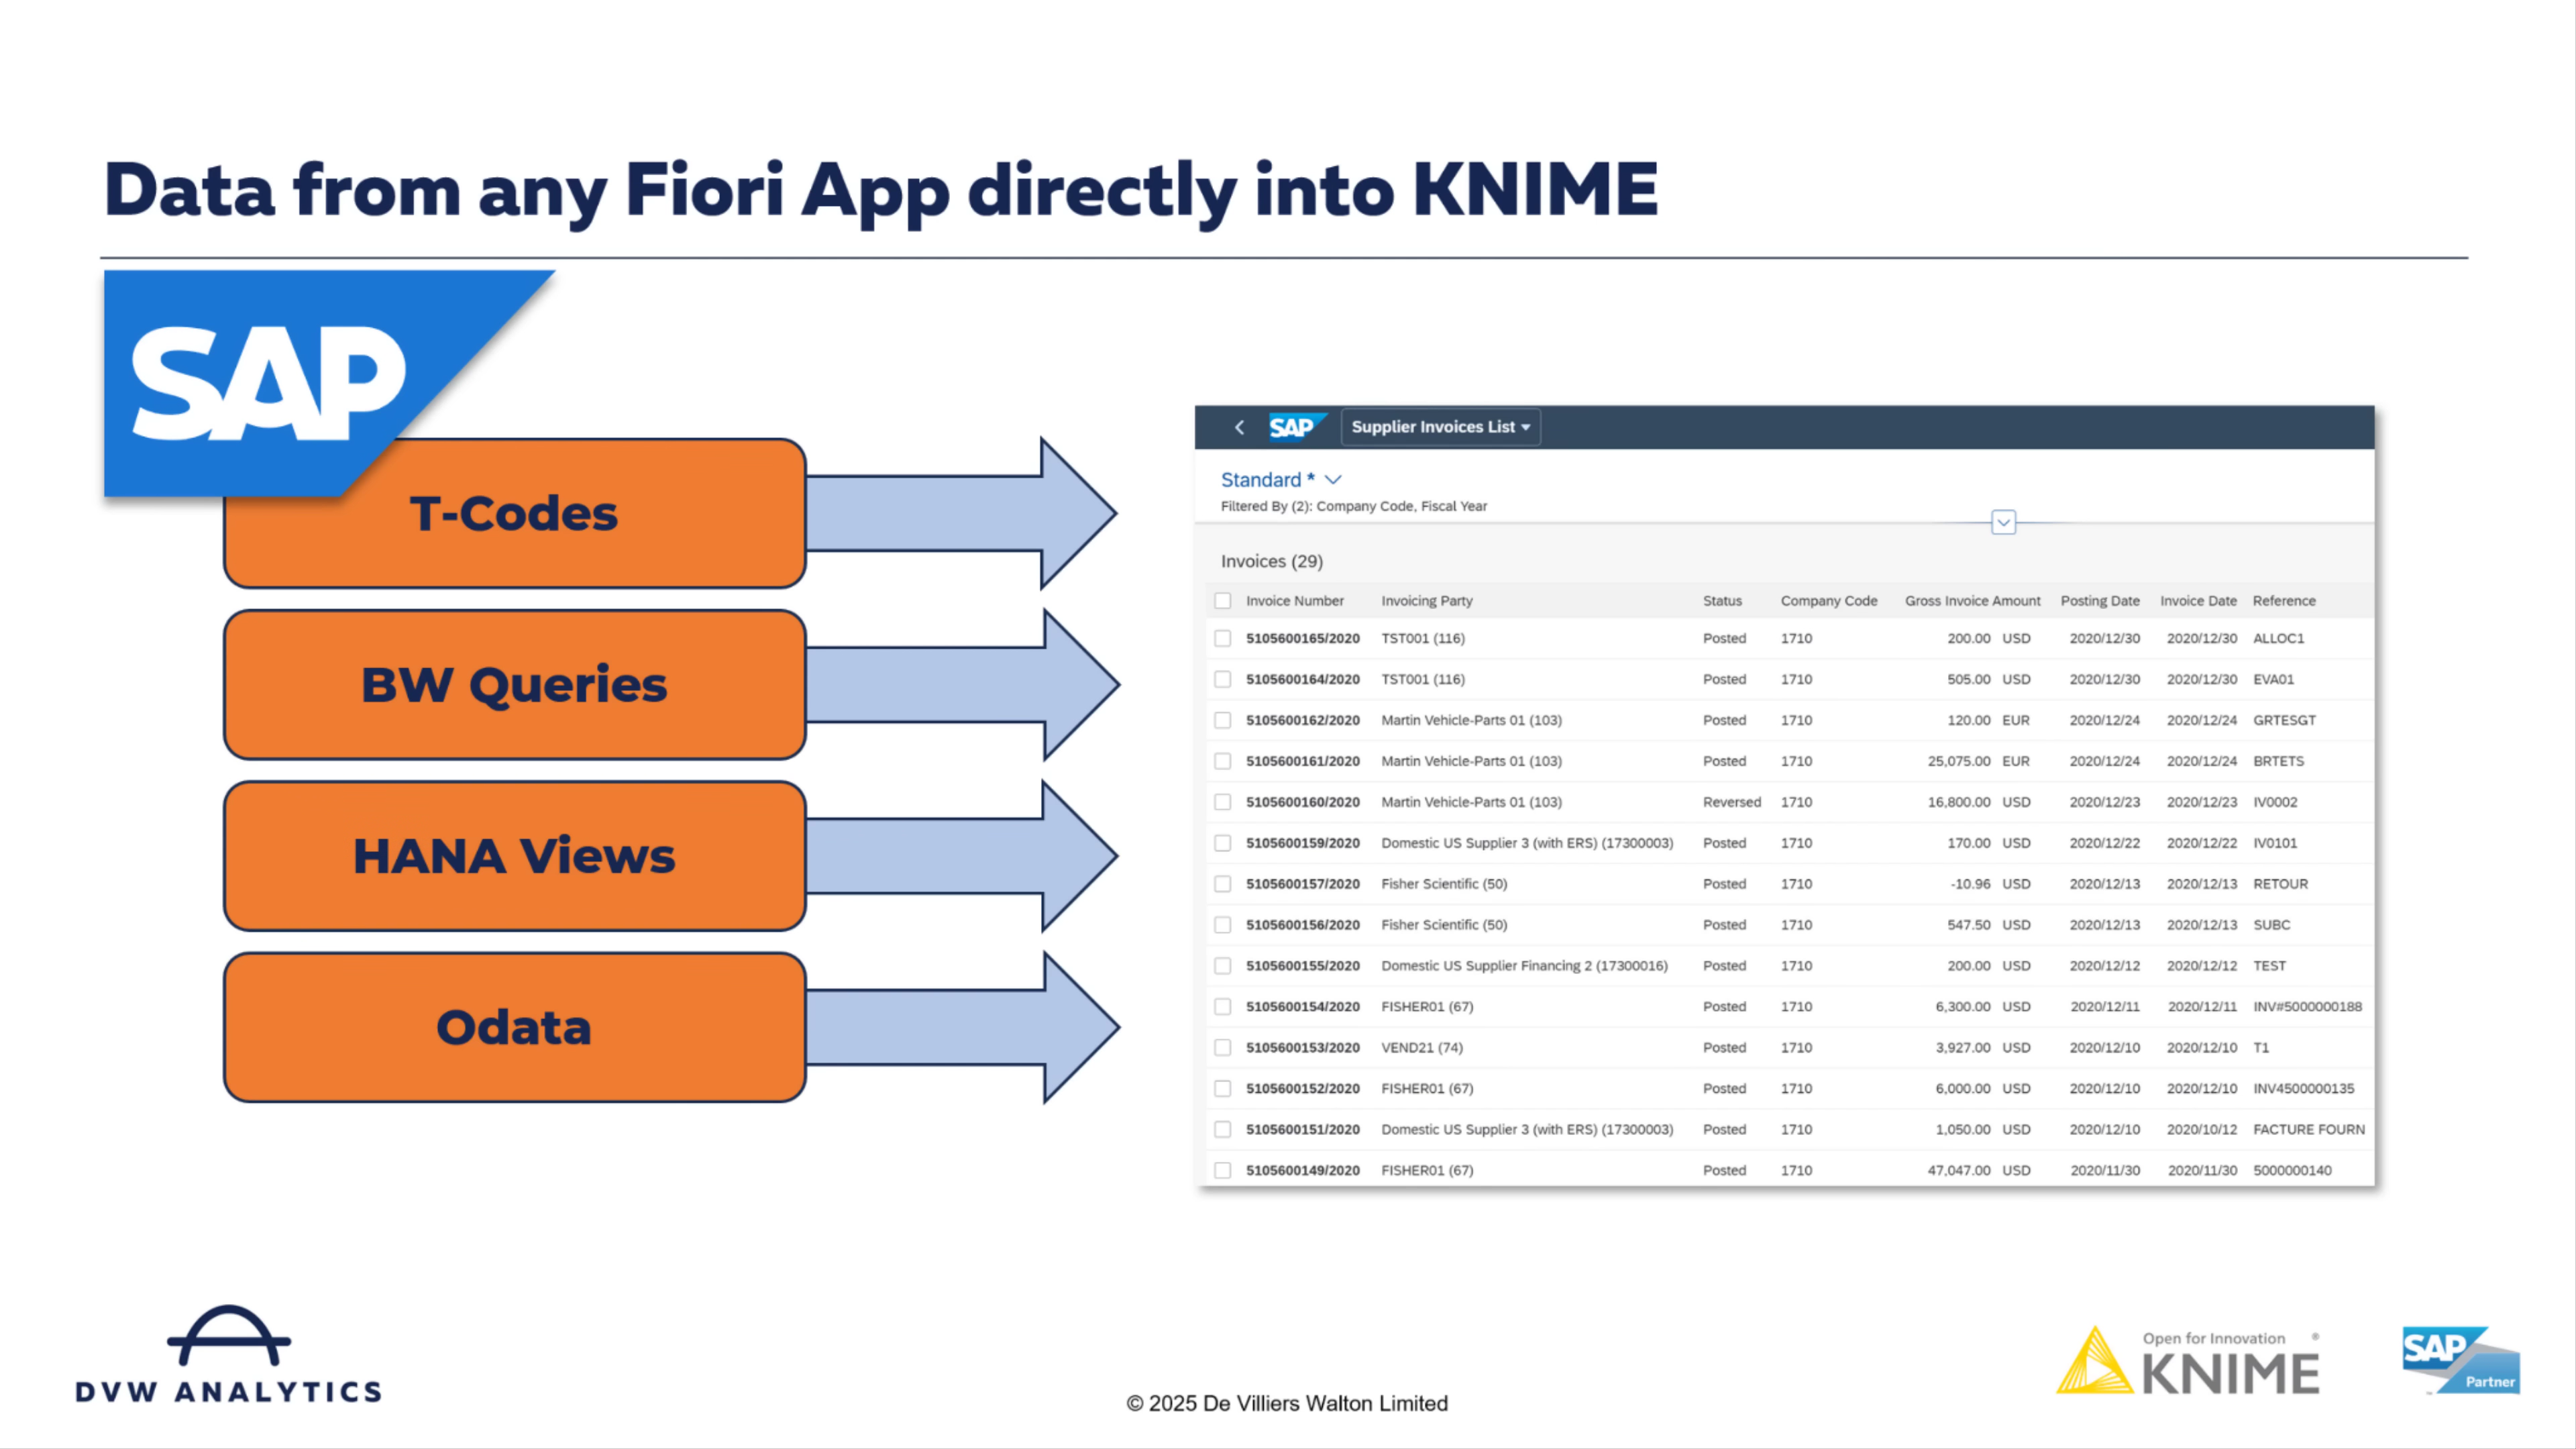 Data from any Fiori App directly into KNIME
SAP
T-Codes
BW Queries
HANA Views
Odata
SAP Supplier Invoices List
Standard *
Filtered By (2): Company Code, Fiscal Year
Invoices (29)
Invoice Number Invoicing Party Status Company Code Gross Invoice Amount Posting Date Invoice Date Reference
5105600165/2020 TST001 (116) Posted 1710 200.00 USD 2020/12/30 2020/12/30 ALLOC1
5105600164/2020 TST001 (116) Posted 1710 505.00 USD 2020/12/30 2020/12/30 EVA01
5105600162/2020 Martin Vehicle-Parts 01 (103) Posted 1710 120.00 EUR 2020/12/24 2020/12/24 GRTESGT
5105600161/2020 Martin Vehicle-Parts 01 (103) Posted 1710 25,075.00 EUR 2020/12/24 2020/12/24 BRTETS
5105600160/2020 Martin Vehicle-Parts 01 (103) Reversed 1710 16,800.00 USD 2020/12/23 2020/12/23 IV0002
5105600159/2020 Domestic US Supplier 3 (with ERS) (17300003) Posted 1710 170.00 USD 2020/12/22 2020/12/22 IV0101
5105600157/2020 Fisher Scientific (50) Posted 1710 -10.96 USD 2020/12/13 2020/12/13 RETOUR
5105600156/2020 Fisher Scientific (50) Posted 1710 547.50 USD 2020/12/13 2020/12/13 SUBC
5105600155/2020 Domestic US Supplier Financing 2 (17300016) Posted 1710 200.00 USD 2020/12/12 2020/12/12 TEST
5105600154/2020 FISHER01 (67) Posted 1710 6,300.00 USD 2020/12/11 2020/12/11 INV#5000000188
5105600153/2020 VEND21 (74) Posted 1710 3,927.00 USD 2020/12/10 2020/12/10 T1
5105600152/2020 FISHER01 (67) Posted 1710 6,000.00 USD 2020/12/10 2020/12/10 INV4500000135
5105600151/2020 Domestic US Supplier 3 (with ERS) (17300003) Posted 1710 1,050.00 USD 2020/12/10 2020/10/12 FACTURE FOURN
5105600149/2020 FISHER01 (67) Posted 1710 47,047.00 USD 2020/11/30 2020/11/30 5000000140
DVW ANALYTICS
© 2025 De Villiers Walton Limited
Open for Innovation ®
KNIME
SAP
Partner